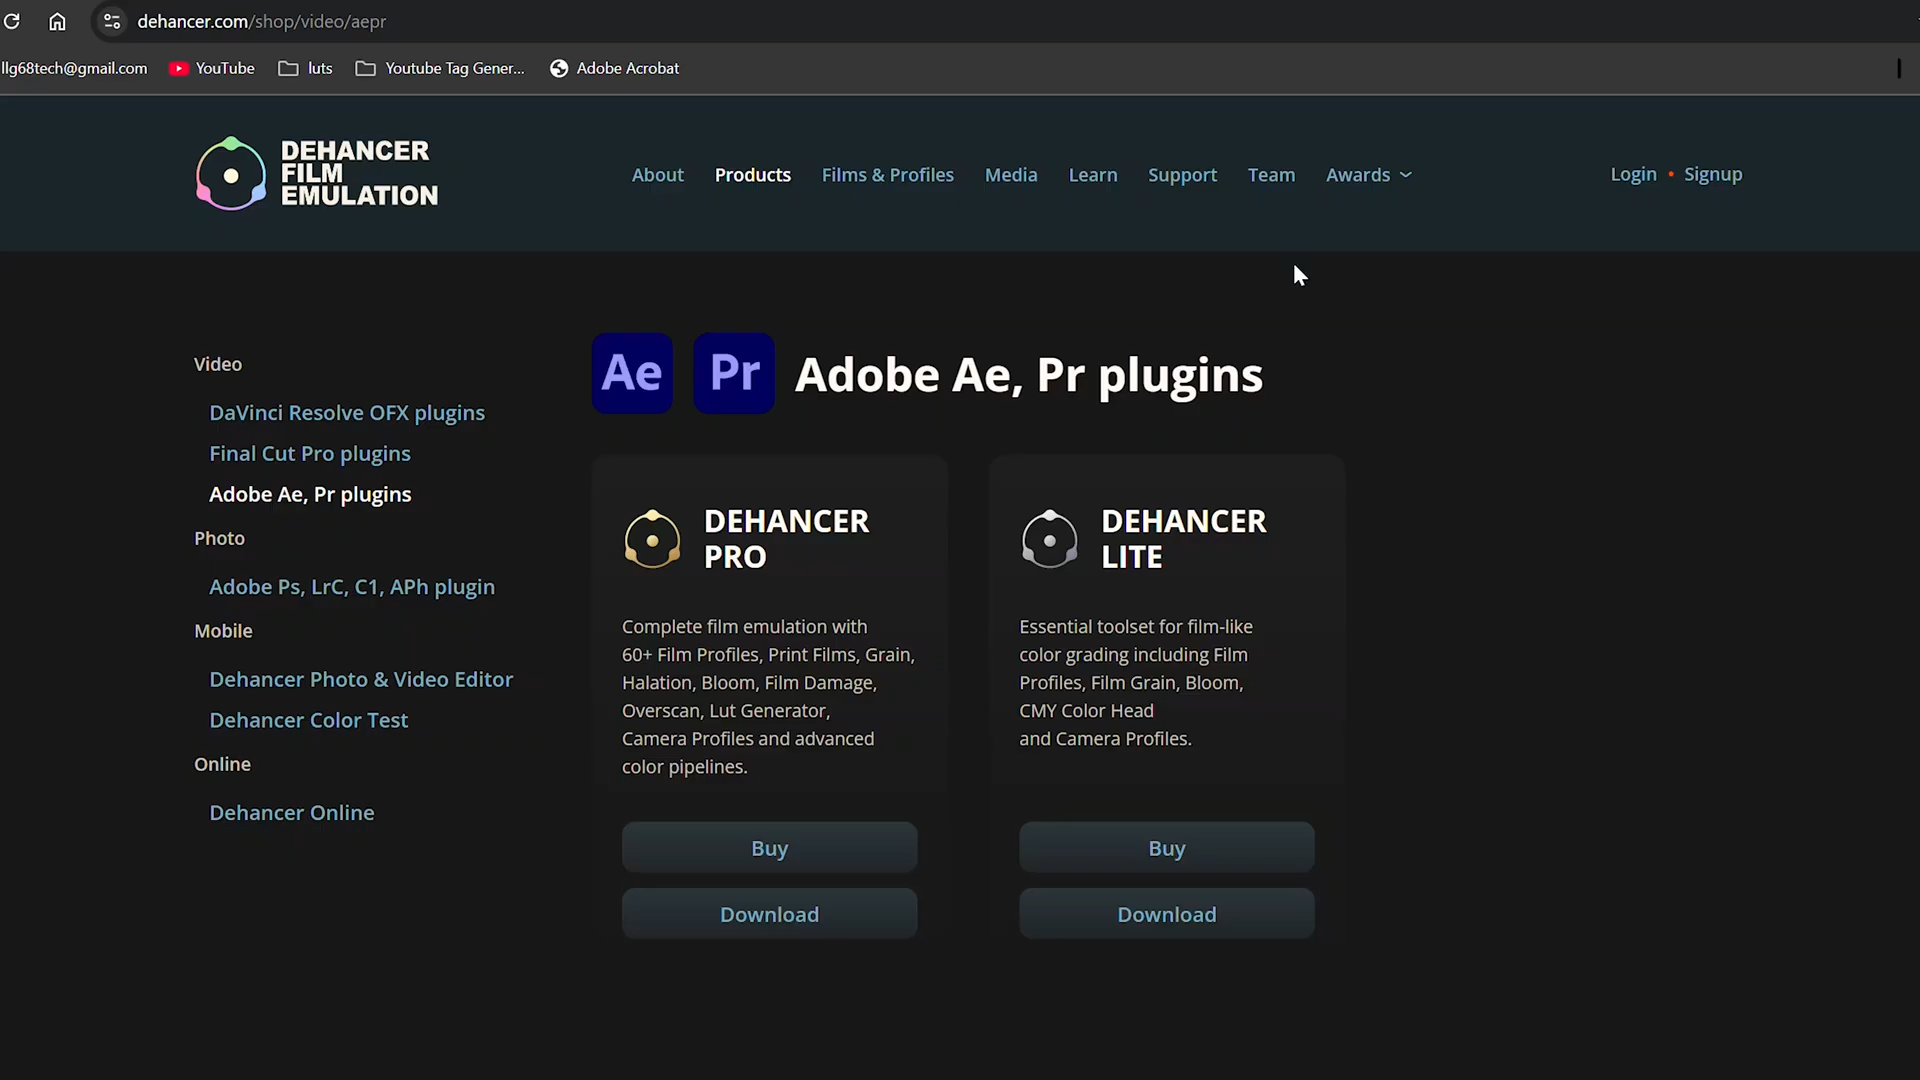 dehancer.com/shop/video/aepr
llg68tech@gmail.com
YouTube
luts
Youtube Tag Gener...
Adobe Acrobat
DEHANCER
FILM
EMULATION
About
Products
Films & Profiles
Media
Learn
Support
Team
Awards
Login • Signup
Video
DaVinci Resolve OFX plugins
Final Cut Pro plugins
Adobe Ae, Pr plugins
Photo
Adobe Ps, LrC, C1, APh plugin
Mobile
Dehancer Photo & Video Editor
Dehancer Color Test
Online
Dehancer Online
Ae
Pr
Adobe Ae, Pr plugins
DEHANCER
PRO
Complete film emulation with
60+ Film Profiles, Print Films, Grain,
Halation, Bloom, Film Damage,
Overscan, Lut Generator,
Camera Profiles and advanced
color pipelines.
Buy
Download
DEHANCER
LITE
Essential toolset for film-like
color grading including Film
Profiles, Film Grain, Bloom,
CMY Color Head
and Camera Profiles.
Buy
Download